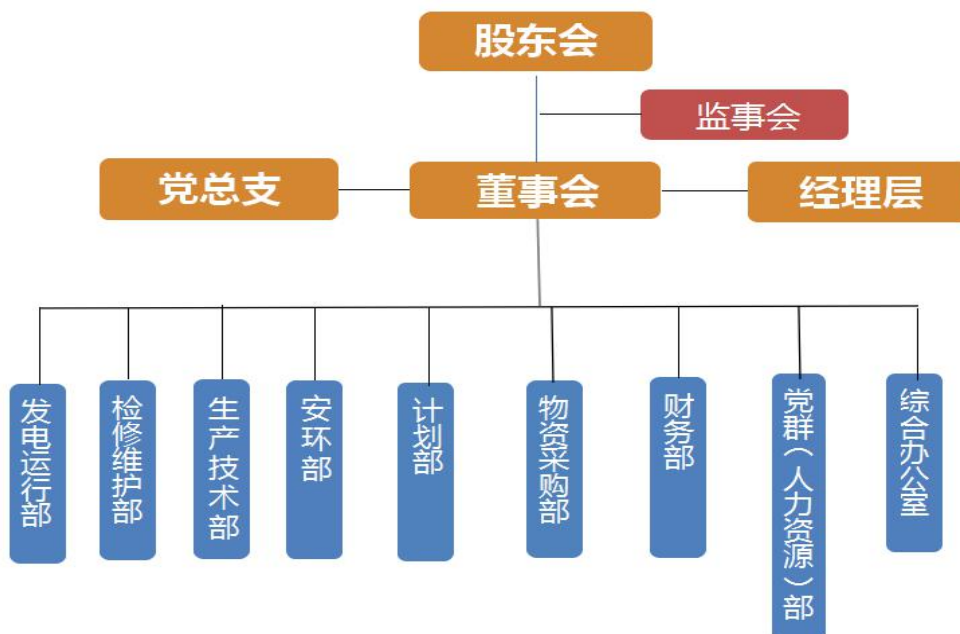 股东会
监事会
党总支
董事会
经理层
发电运行部
检修维护部
生产技术部
安环部
计划部
物资采购部
财务部
党群（人力资源）部
综合办公室